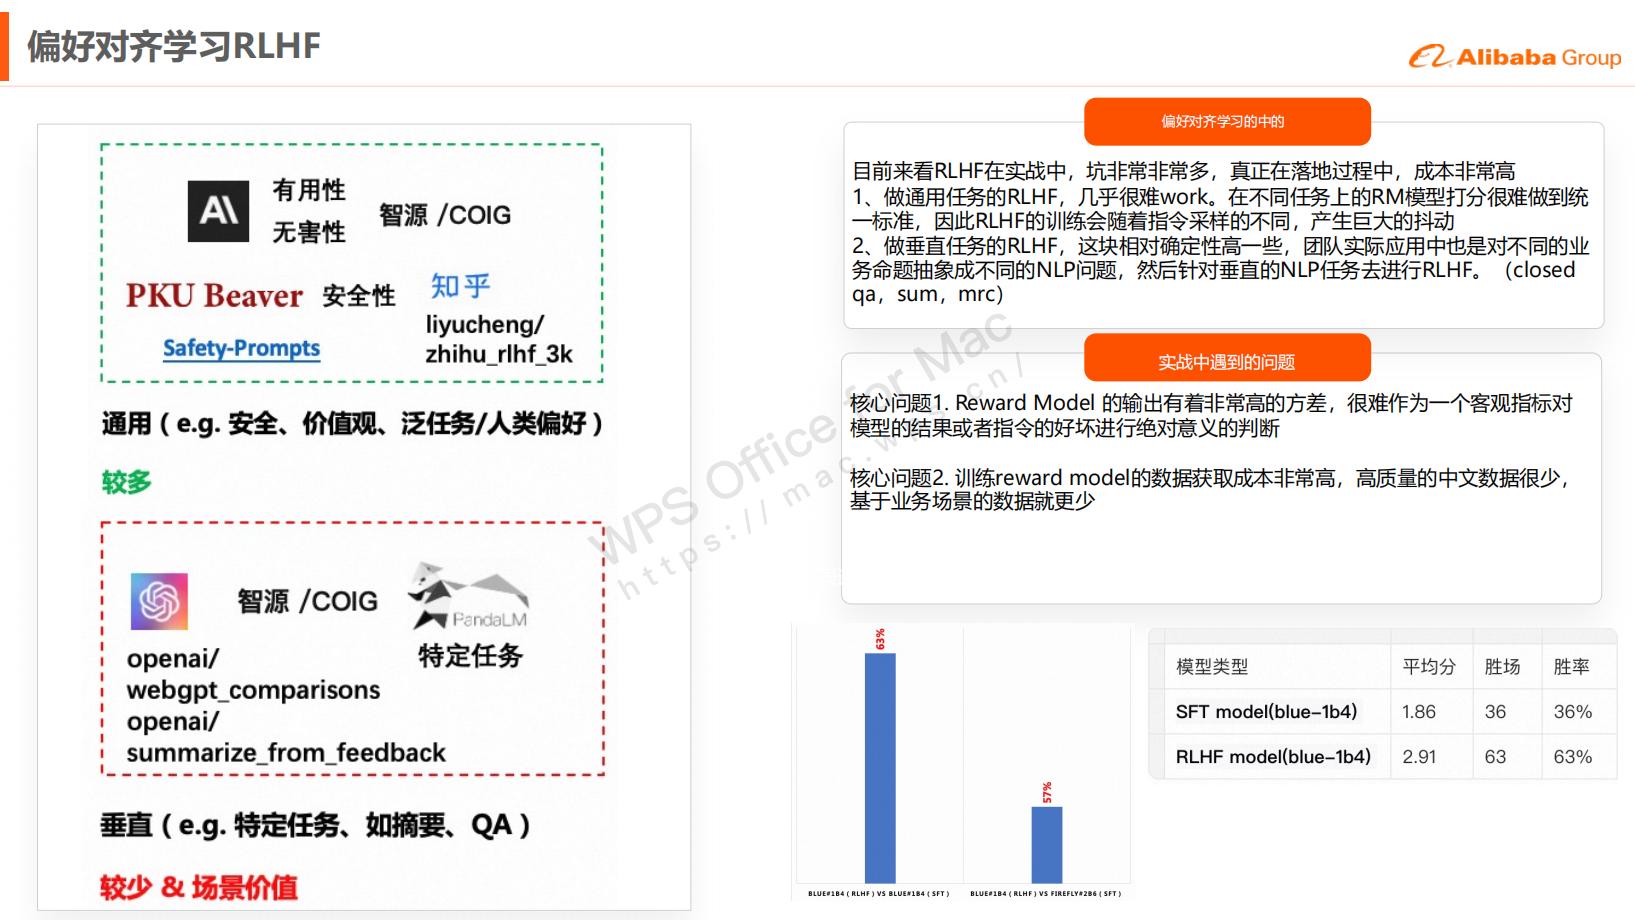 偏好对齐学习RLHF
Alibaba Group
A\
有用性
无害性
智源 /COIG
PKU Beaver 安全性
知乎
Safety-Prompts
liyucheng/
zhihu_rlhf_3k
通用（e.g. 安全、价值观、泛任务/人类偏好）
较多
智源 /COIG
PandaLM
特定任务
openai/
webgpt_comparisons
openai/
summarize_from_feedback
垂直（e.g. 特定任务、如摘要、QA）
较少 & 场景价值
偏好对齐学习的中的
目前来看RLHF在实战中，坑非常非常多，真正在落地过程中，成本非常高
1、做通用任务的RLHF，几乎很难work。在不同任务上的RM模型打分很难做到统
一标准，因此RLHF的训练会随着指令采样的不同，产生巨大的抖动
2、做垂直任务的RLHF，这块相对确定性高一些，团队实际应用中也是对不同的业
务命题抽象成不同的NLP问题，然后针对垂直的NLP任务去进行RLHF。（closed
qa，sum，mrc）
实战中遇到的问题
核心问题1. Reward Model 的输出有着非常高的方差，很难作为一个客观指标对
模型的结果或者指令的好坏进行绝对意义的判断
核心问题2. 训练reward model的数据获取成本非常高，高质量的中文数据很少，
基于业务场景的数据就更少
WPS Office for Mac
https://mac.wps.cn/
63%
57%
BLUE#1B4 ( RLHF ) VS BLUE#1B4 ( SFT )
BLUE#1B4 ( RLHF ) VS FIREFLY#2B6 ( SFT )
模型类型 平均分 胜场 胜率
SFT model(blue-1b4) 1.86 36 36%
RLHF model(blue-1b4) 2.91 63 63%